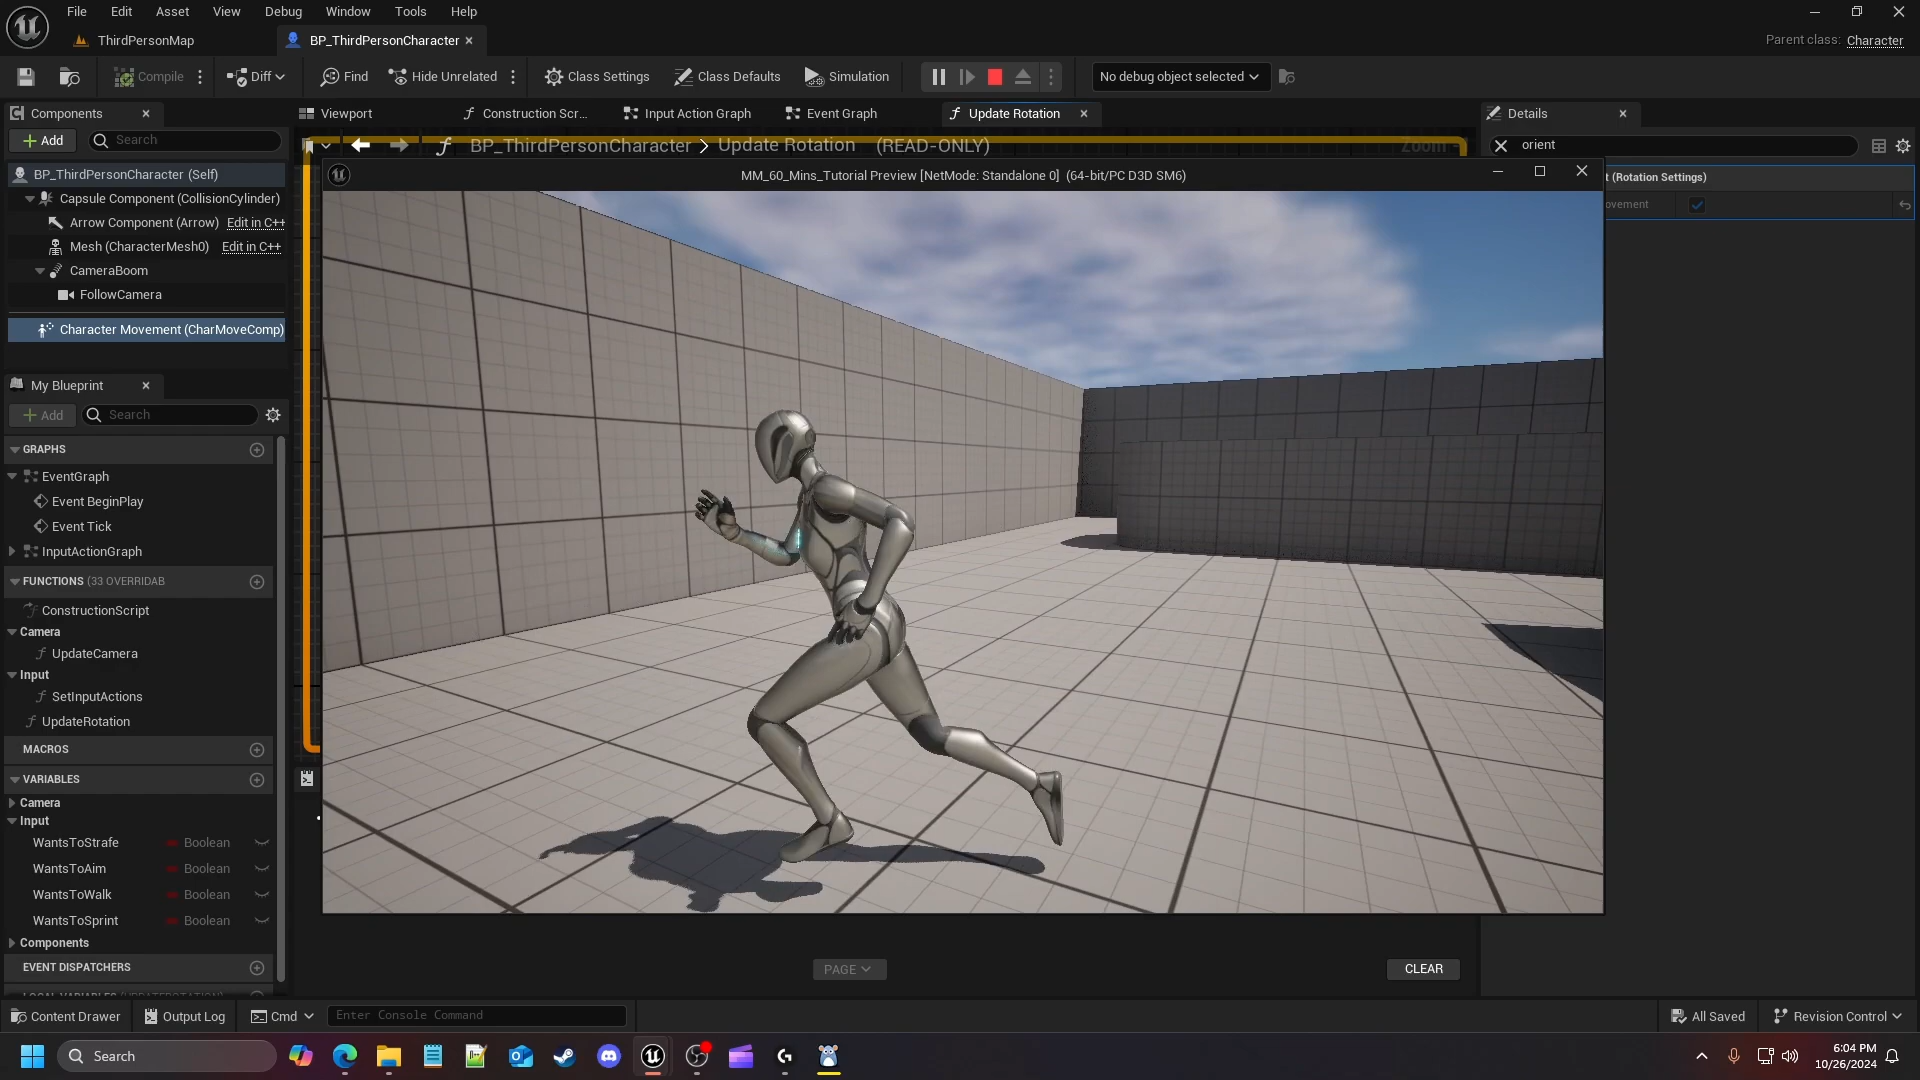 File Edit Asset View Debug Window Tools Help
ThirdPersonMap
BP_ThirdPersonCharacter
Parent class: Character
Compile
Diff
Find
Hide Unrelated
Class Settings
Class Defaults
Simulation
No debug object selected
Components
Viewport
Construction Scr...
Input Action Graph
Event Graph
Update Rotation
Details
Add
Search
BP_ThirdPersonCharacter > Update Rotation (READ-ONLY)
Zoom
orient
BP_ThirdPersonCharacter (Self)
MM_60_Mins_Tutorial Preview [NetMode: Standalone 0] (64-bit/PC D3D SM6)
t (Rotation Settings)
Capsule Component (CollisionCylinder)
ovement
Arrow Component (Arrow) Edit in C++
Mesh (CharacterMesh0) Edit in C++
CameraBoom
FollowCamera
Character Movement (CharMoveComp)
My Blueprint
Add
Search
GRAPHS
EventGraph
Event BeginPlay
Event Tick
InputActionGraph
FUNCTIONS (33 OVERRIDAB
ConstructionScript
Camera
UpdateCamera
Input
SetInputActions
UpdateRotation
MACROS
VARIABLES
Camera
Input
WantsToStrafe Boolean
WantsToAim Boolean
WantsToWalk Boolean
WantsToSprint Boolean
Components
EVENT DISPATCHERS
PAGE
CLEAR
Content Drawer
Output Log
Cmd
Enter Console Command
All Saved
Revision Control
Search
6:04 PM
10/26/2024